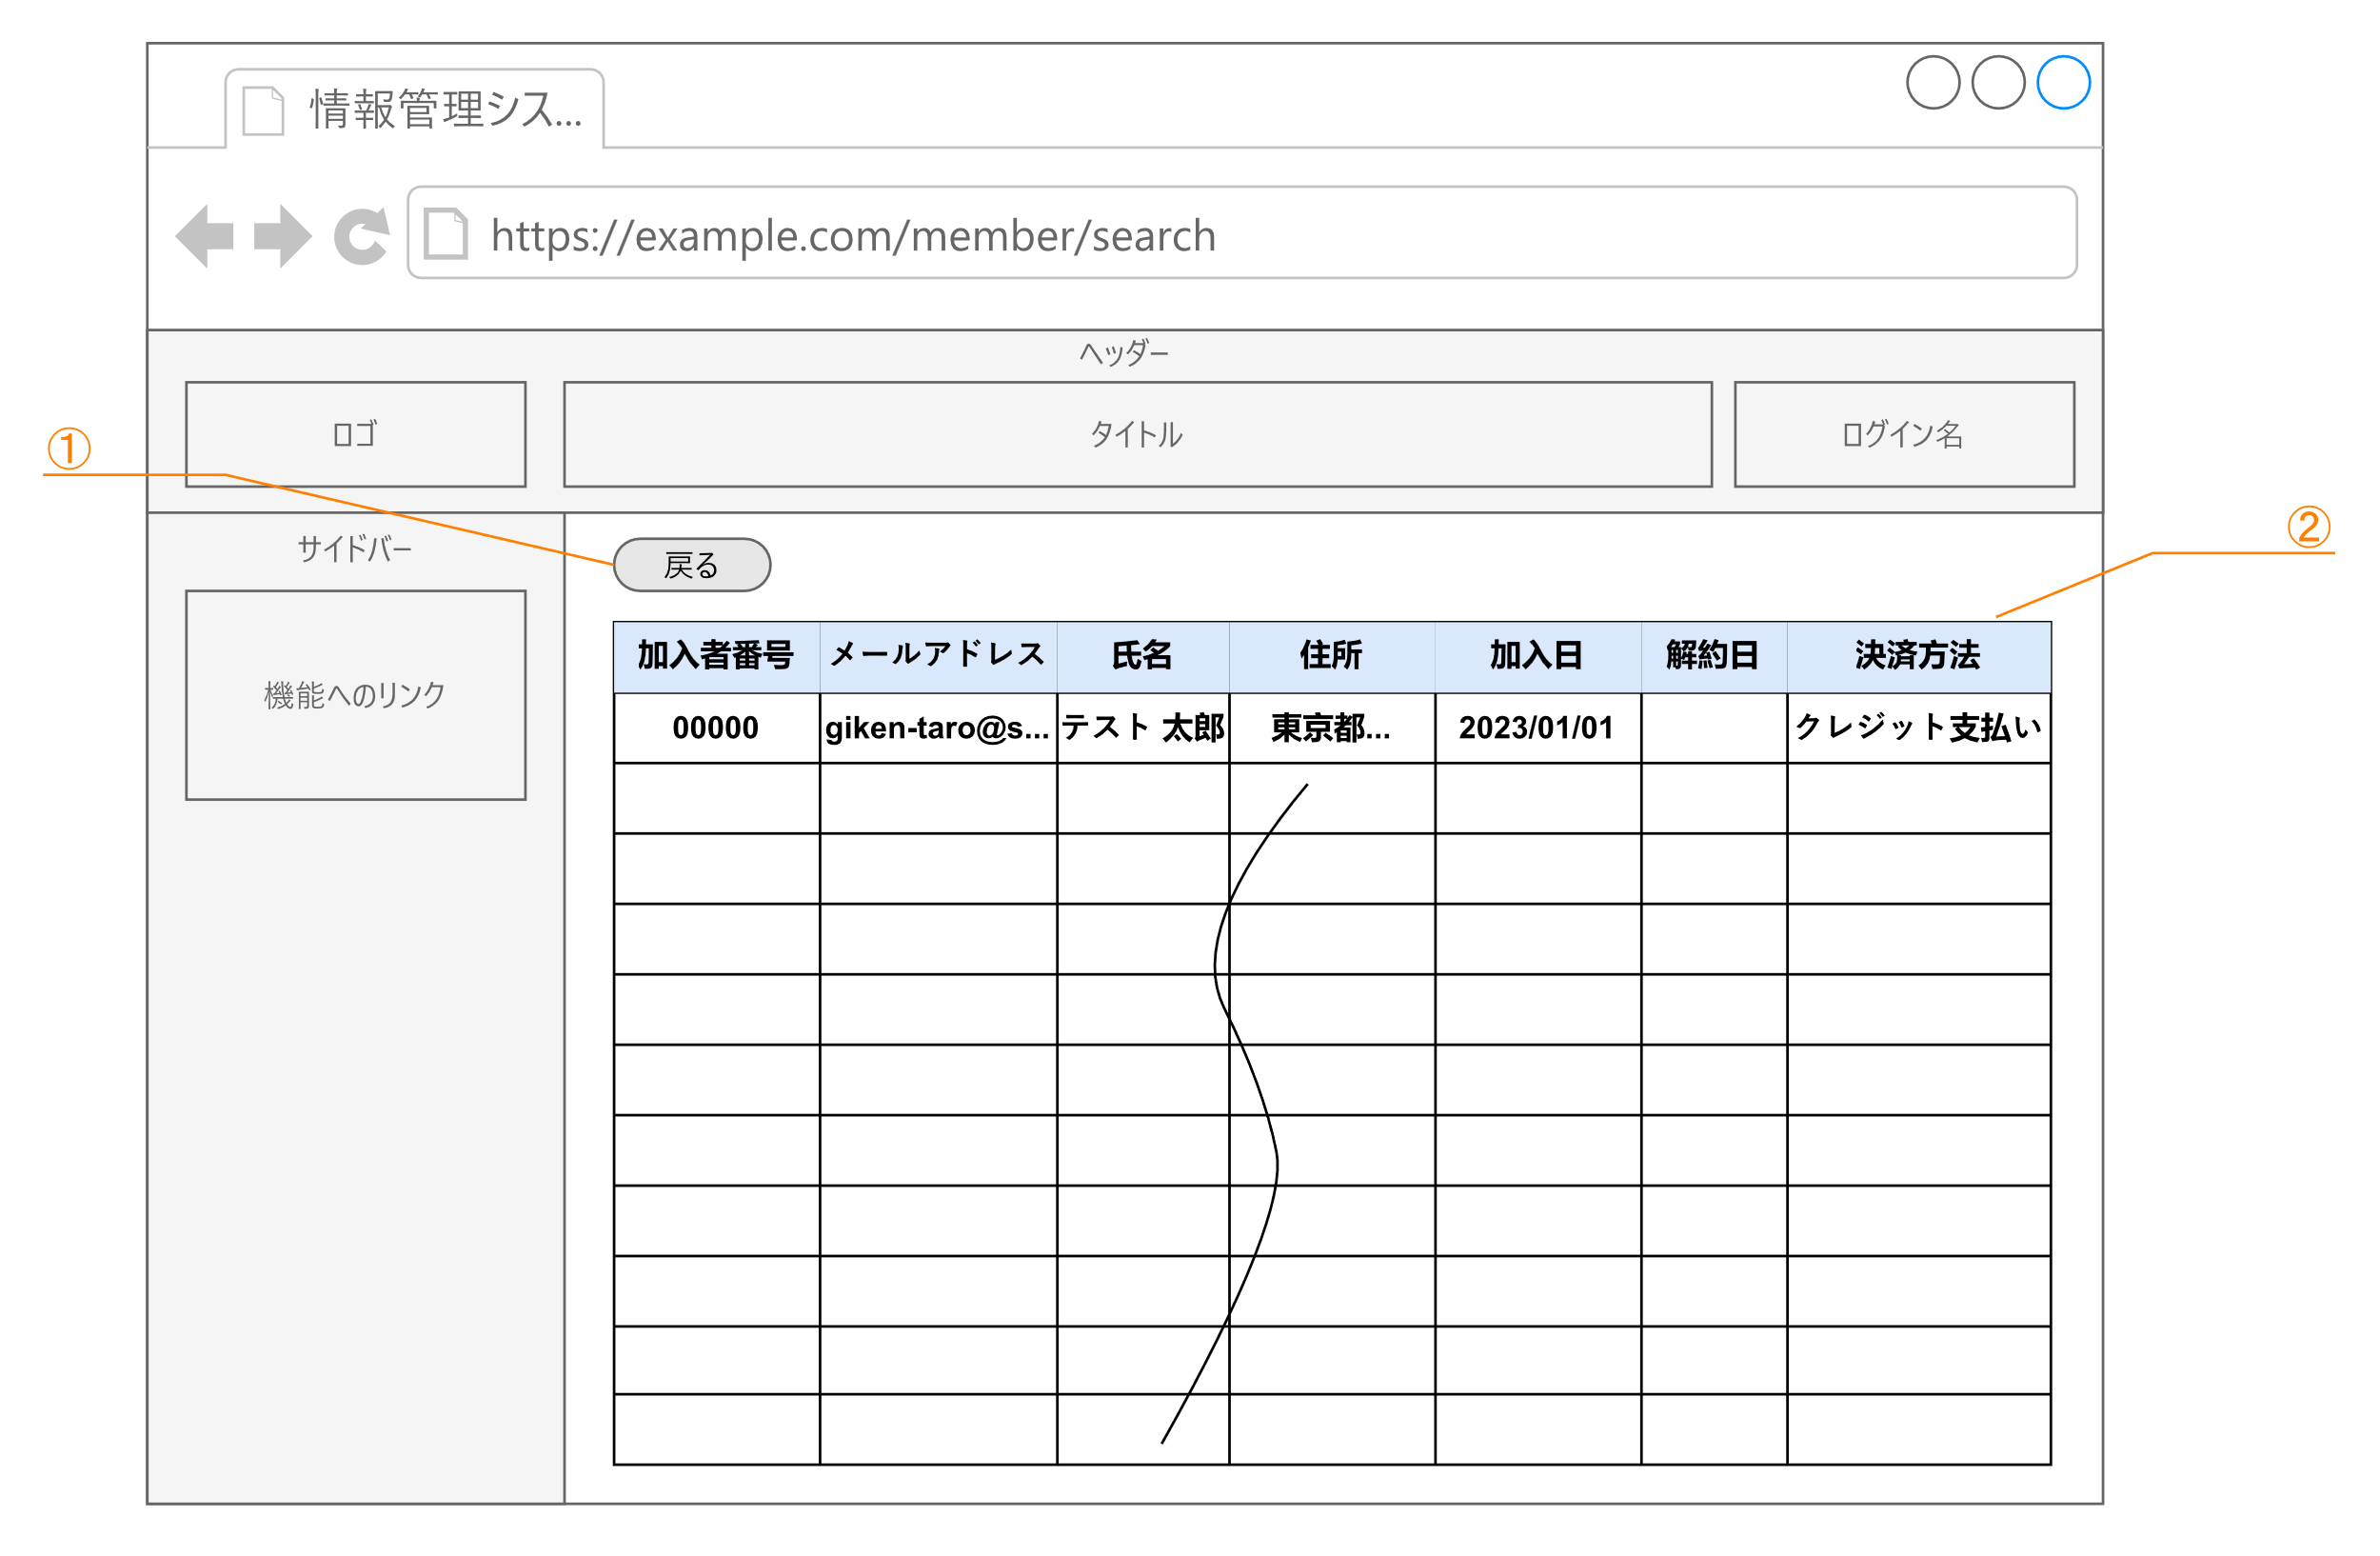 情報管理シス...
https://example.com/member/search
ヘッダー
ロゴ
タイトル
ログイン名
①
②
サイドバー
機能へのリンク
戻る
加入者番号 メールアドレス 氏名 住所 加入日 解約日 決済方法
00000 giken-taro@s... テスト 太郎 東京都... 2023/01/01 クレジット支払い